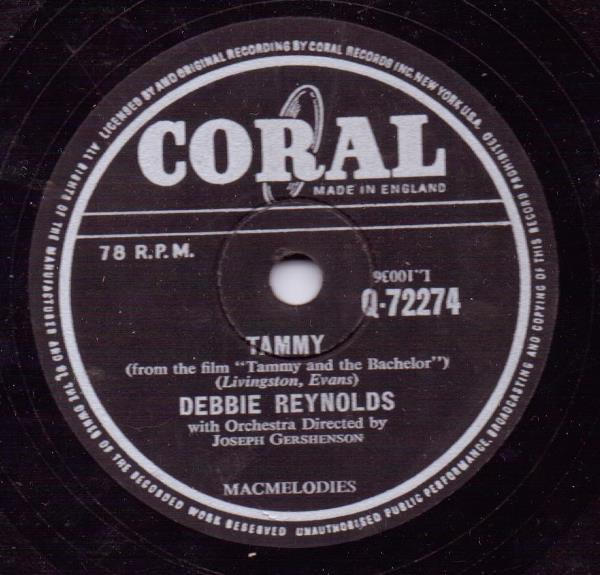 ALL RIGHTS OF THE MANUFACTURER AND OF THE OWNER OF THE RECORDED WORK RESERVED UNAUTHORISED PUBLIC PERFORMANCE, BROADCASTING AND COPYING OF THIS RECORD PROHIBITED
LICENSED BY AND ORIGINAL RECORDING BY CORAL RECORDS INC. NEW YORK U.S.A.
CORAL
MADE IN ENGLAND
78 R.P.M.
L.10036
Q-72274
TAMMY
(from the film "Tammy and the Bachelor")
(Livingston, Evans)
DEBBIE REYNOLDS
with Orchestra Directed by
JOSEPH GERSHENSON
MACMELODIES